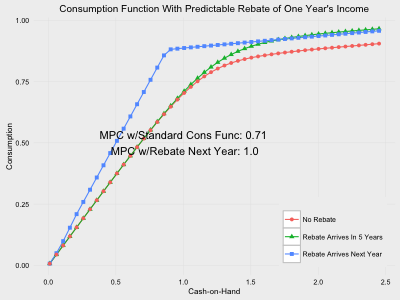 Consumption Function With Predictable Rebate of One Year's Income
1.00
0.75
0.50
0.25
0.00
Consumption
MPC w/Standard Cons Func: 0.71
MPC w/Rebate Next Year: 1.0
No Rebate
Rebate Arrives In 5 Years
Rebate Arrives Next Year
0.0 0.5 1.0 1.5 2.0 2.5
Cash-on-Hand